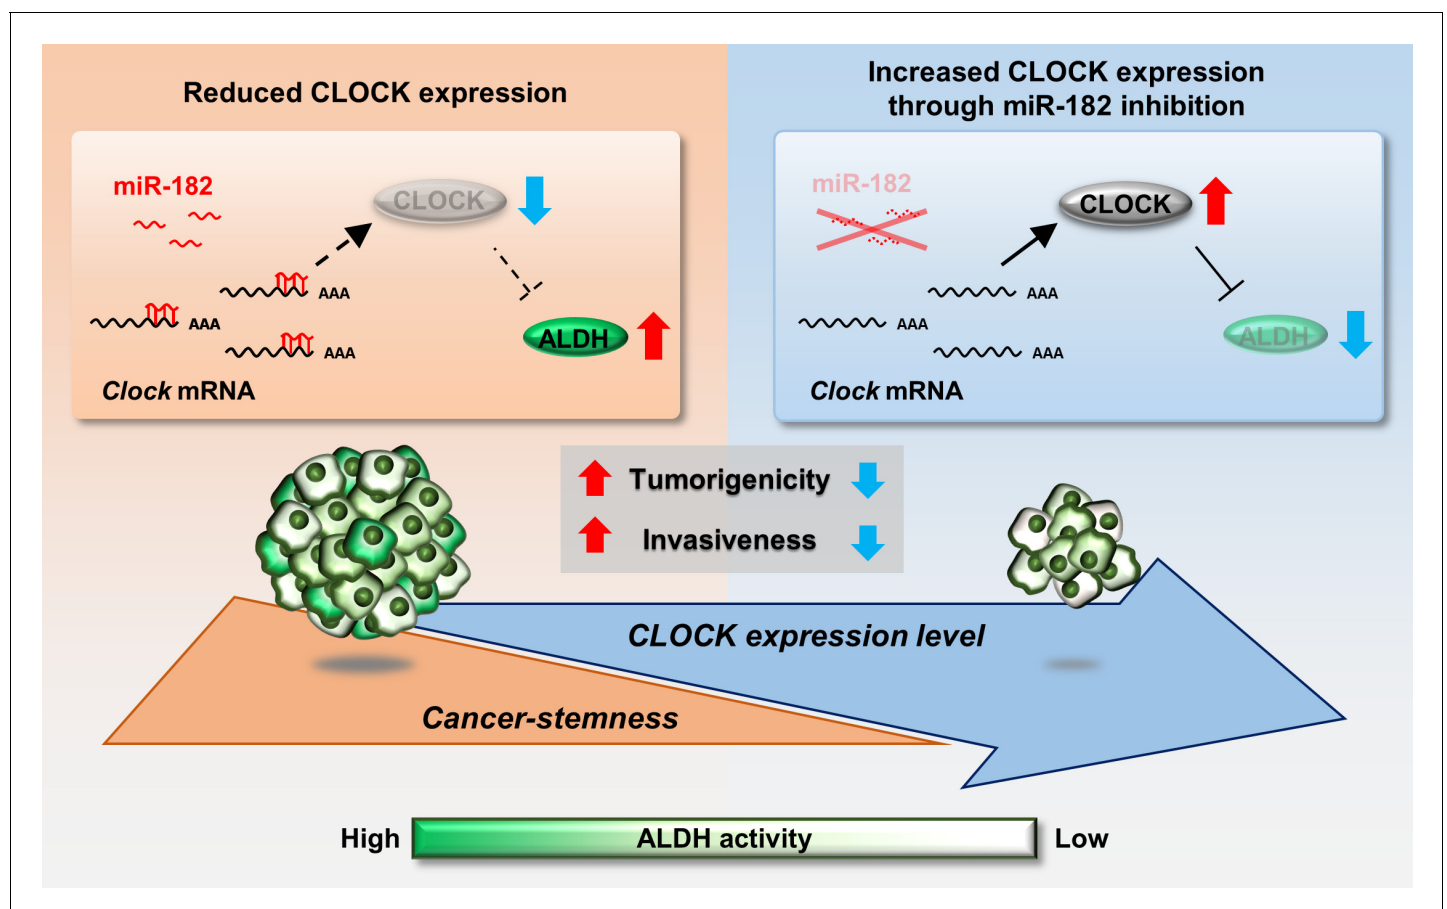 Reduced CLOCK expression
miR-182
CLOCK
AAA
AAA
AAA
ALDH
Clock mRNA
Increased CLOCK expression
through miR-182 inhibition
miR-182
CLOCK
AAA
AAA
AAA
ALDH
Clock mRNA
Tumorigenicity
Invasiveness
CLOCK expression level
Cancer-stemness
High
ALDH activity
Low